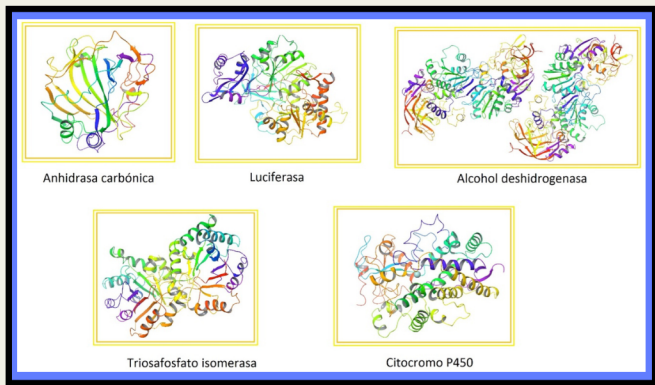 Anhidrasa carbónica
Luciferasa
Alcohol deshidrogenasa
Triosafosfato isomerasa
Citocromo P450